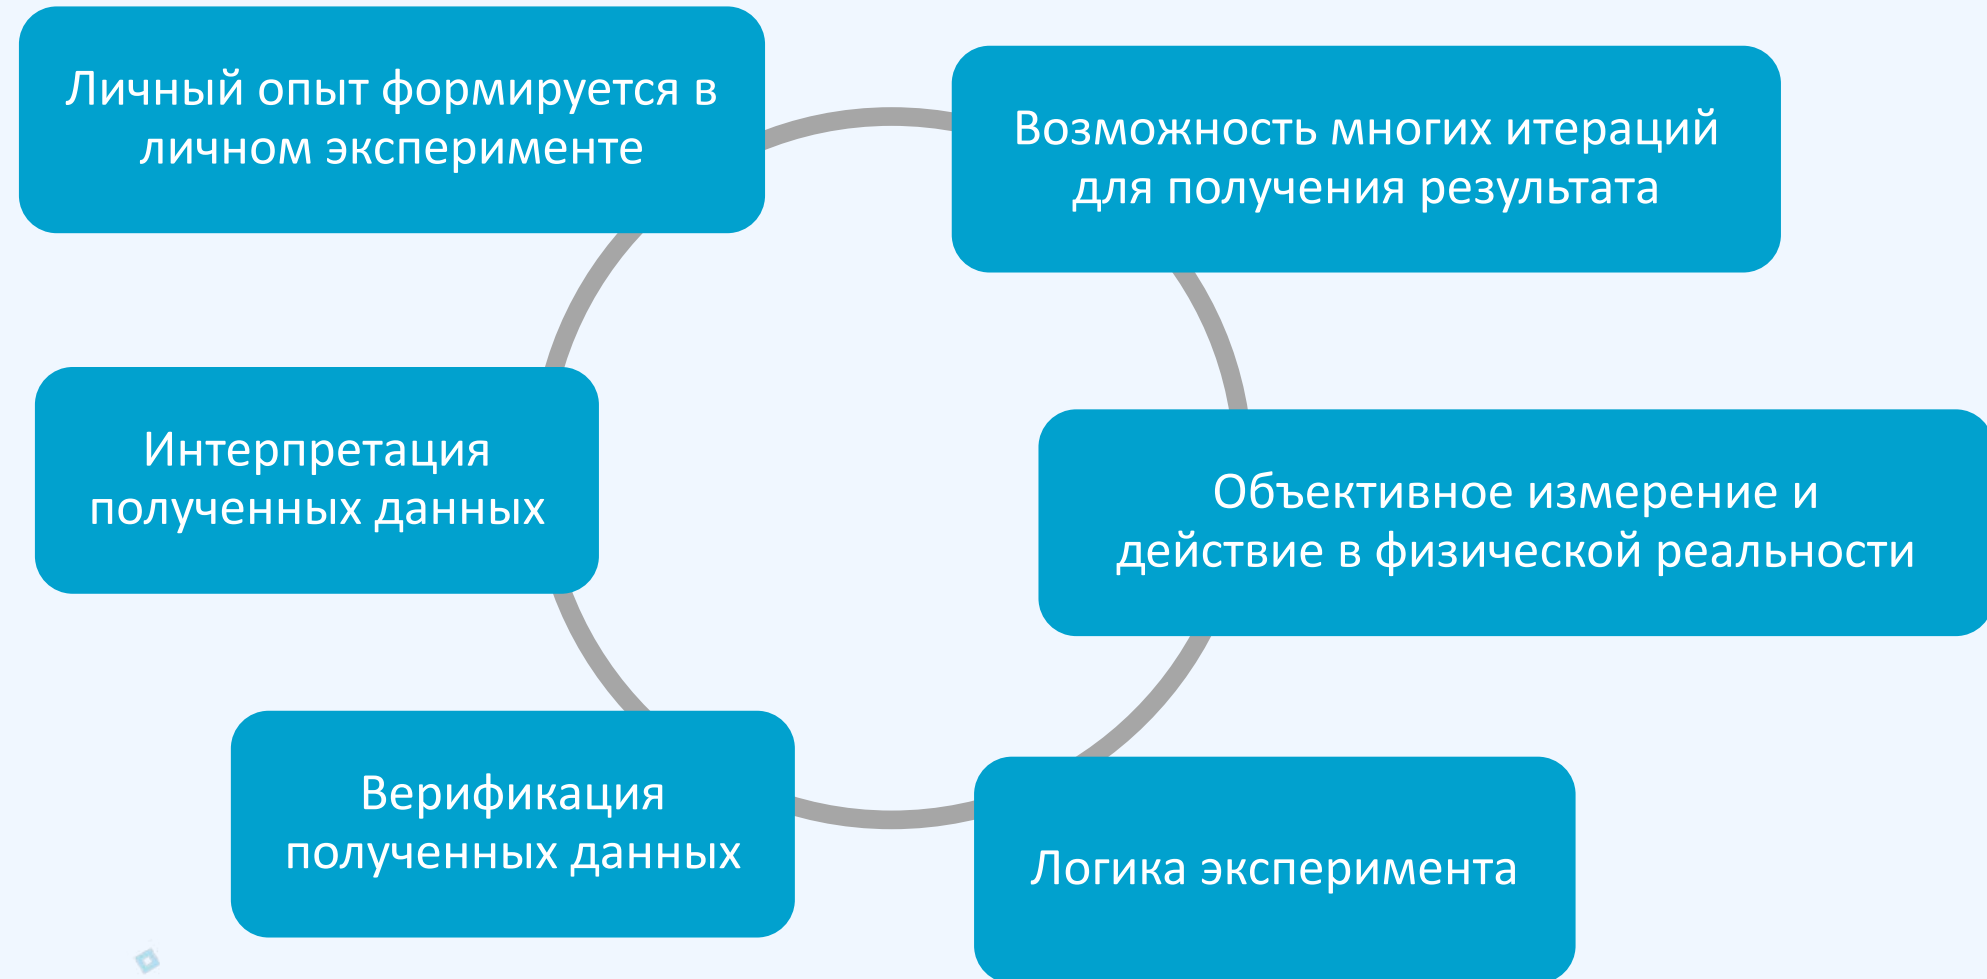 Личный опыт формируется в
личном эксперименте
Возможность многих итераций
для получения результата
Интерпретация
полученных данных
Объективное измерение и
действие в физической реальности
Верификация
полученных данных
Логика эксперимента